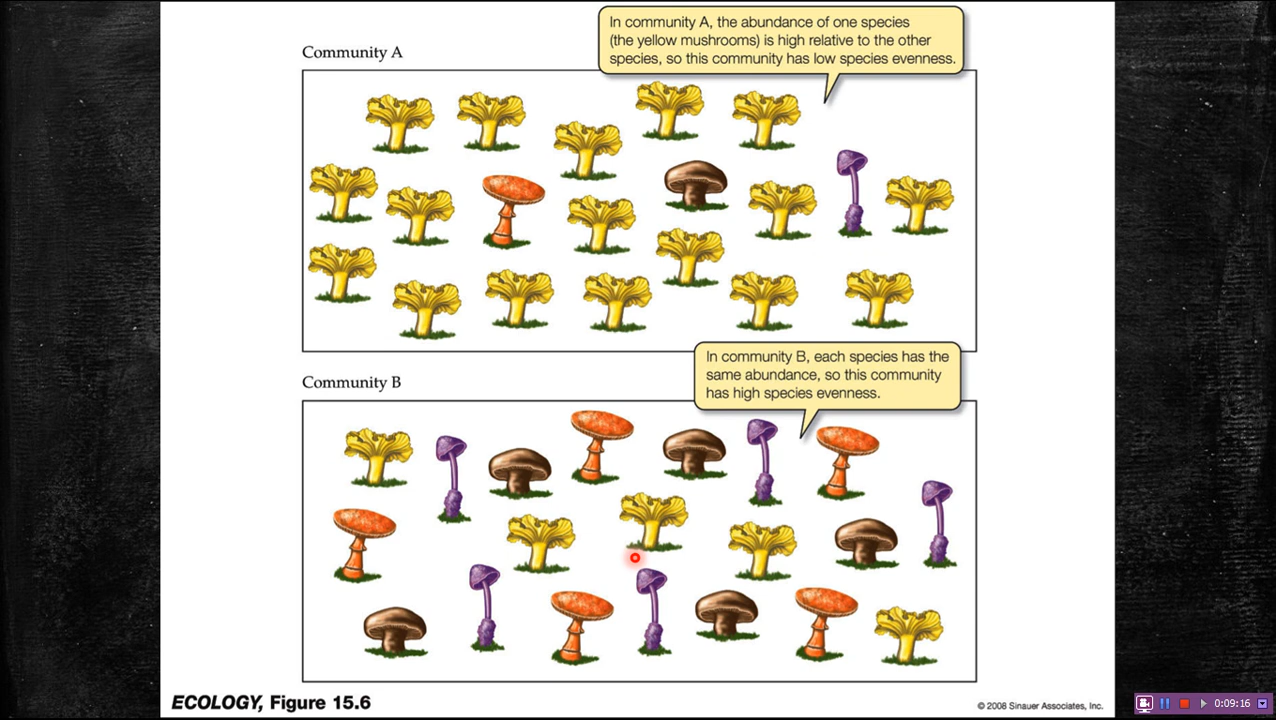 In community A, the abundance of one species
(the yellow mushrooms) is high relative to the other
species, so this community has low species evenness.
Community A
In community B, each species has the
same abundance, so this community
has high species evenness.
Community B
ECOLOGY, Figure 15.6
© 2008 Sinauer Associates, Inc.
0:09:16